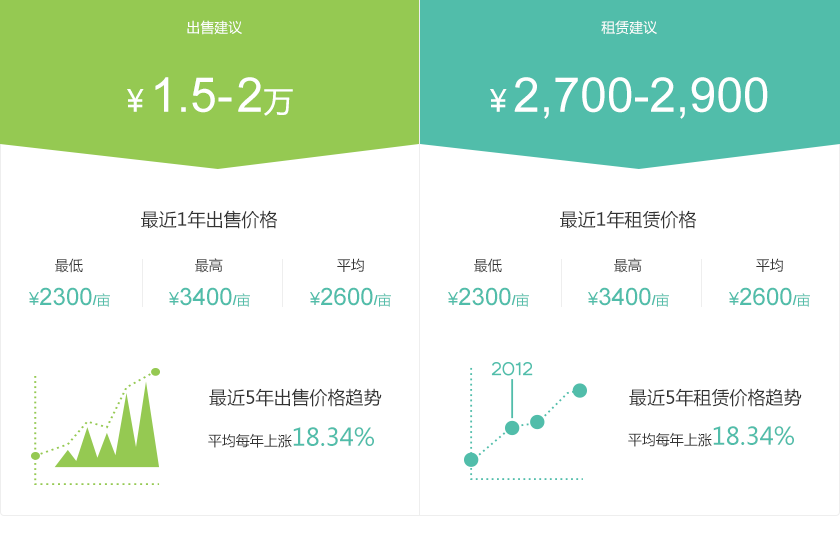 出售建议
¥ 1.5-2万
最近1年出售价格
最低 最高 平均
¥2300/亩 ¥3400/亩 ¥2600/亩
最近5年出售价格趋势
平均每年上涨18.34%
租赁建议
¥ 2,700-2,900
最近1年租赁价格
最低 最高 平均
¥2300/亩 ¥3400/亩 ¥2600/亩
2012
最近5年租赁价格趋势
平均每年上涨18.34%